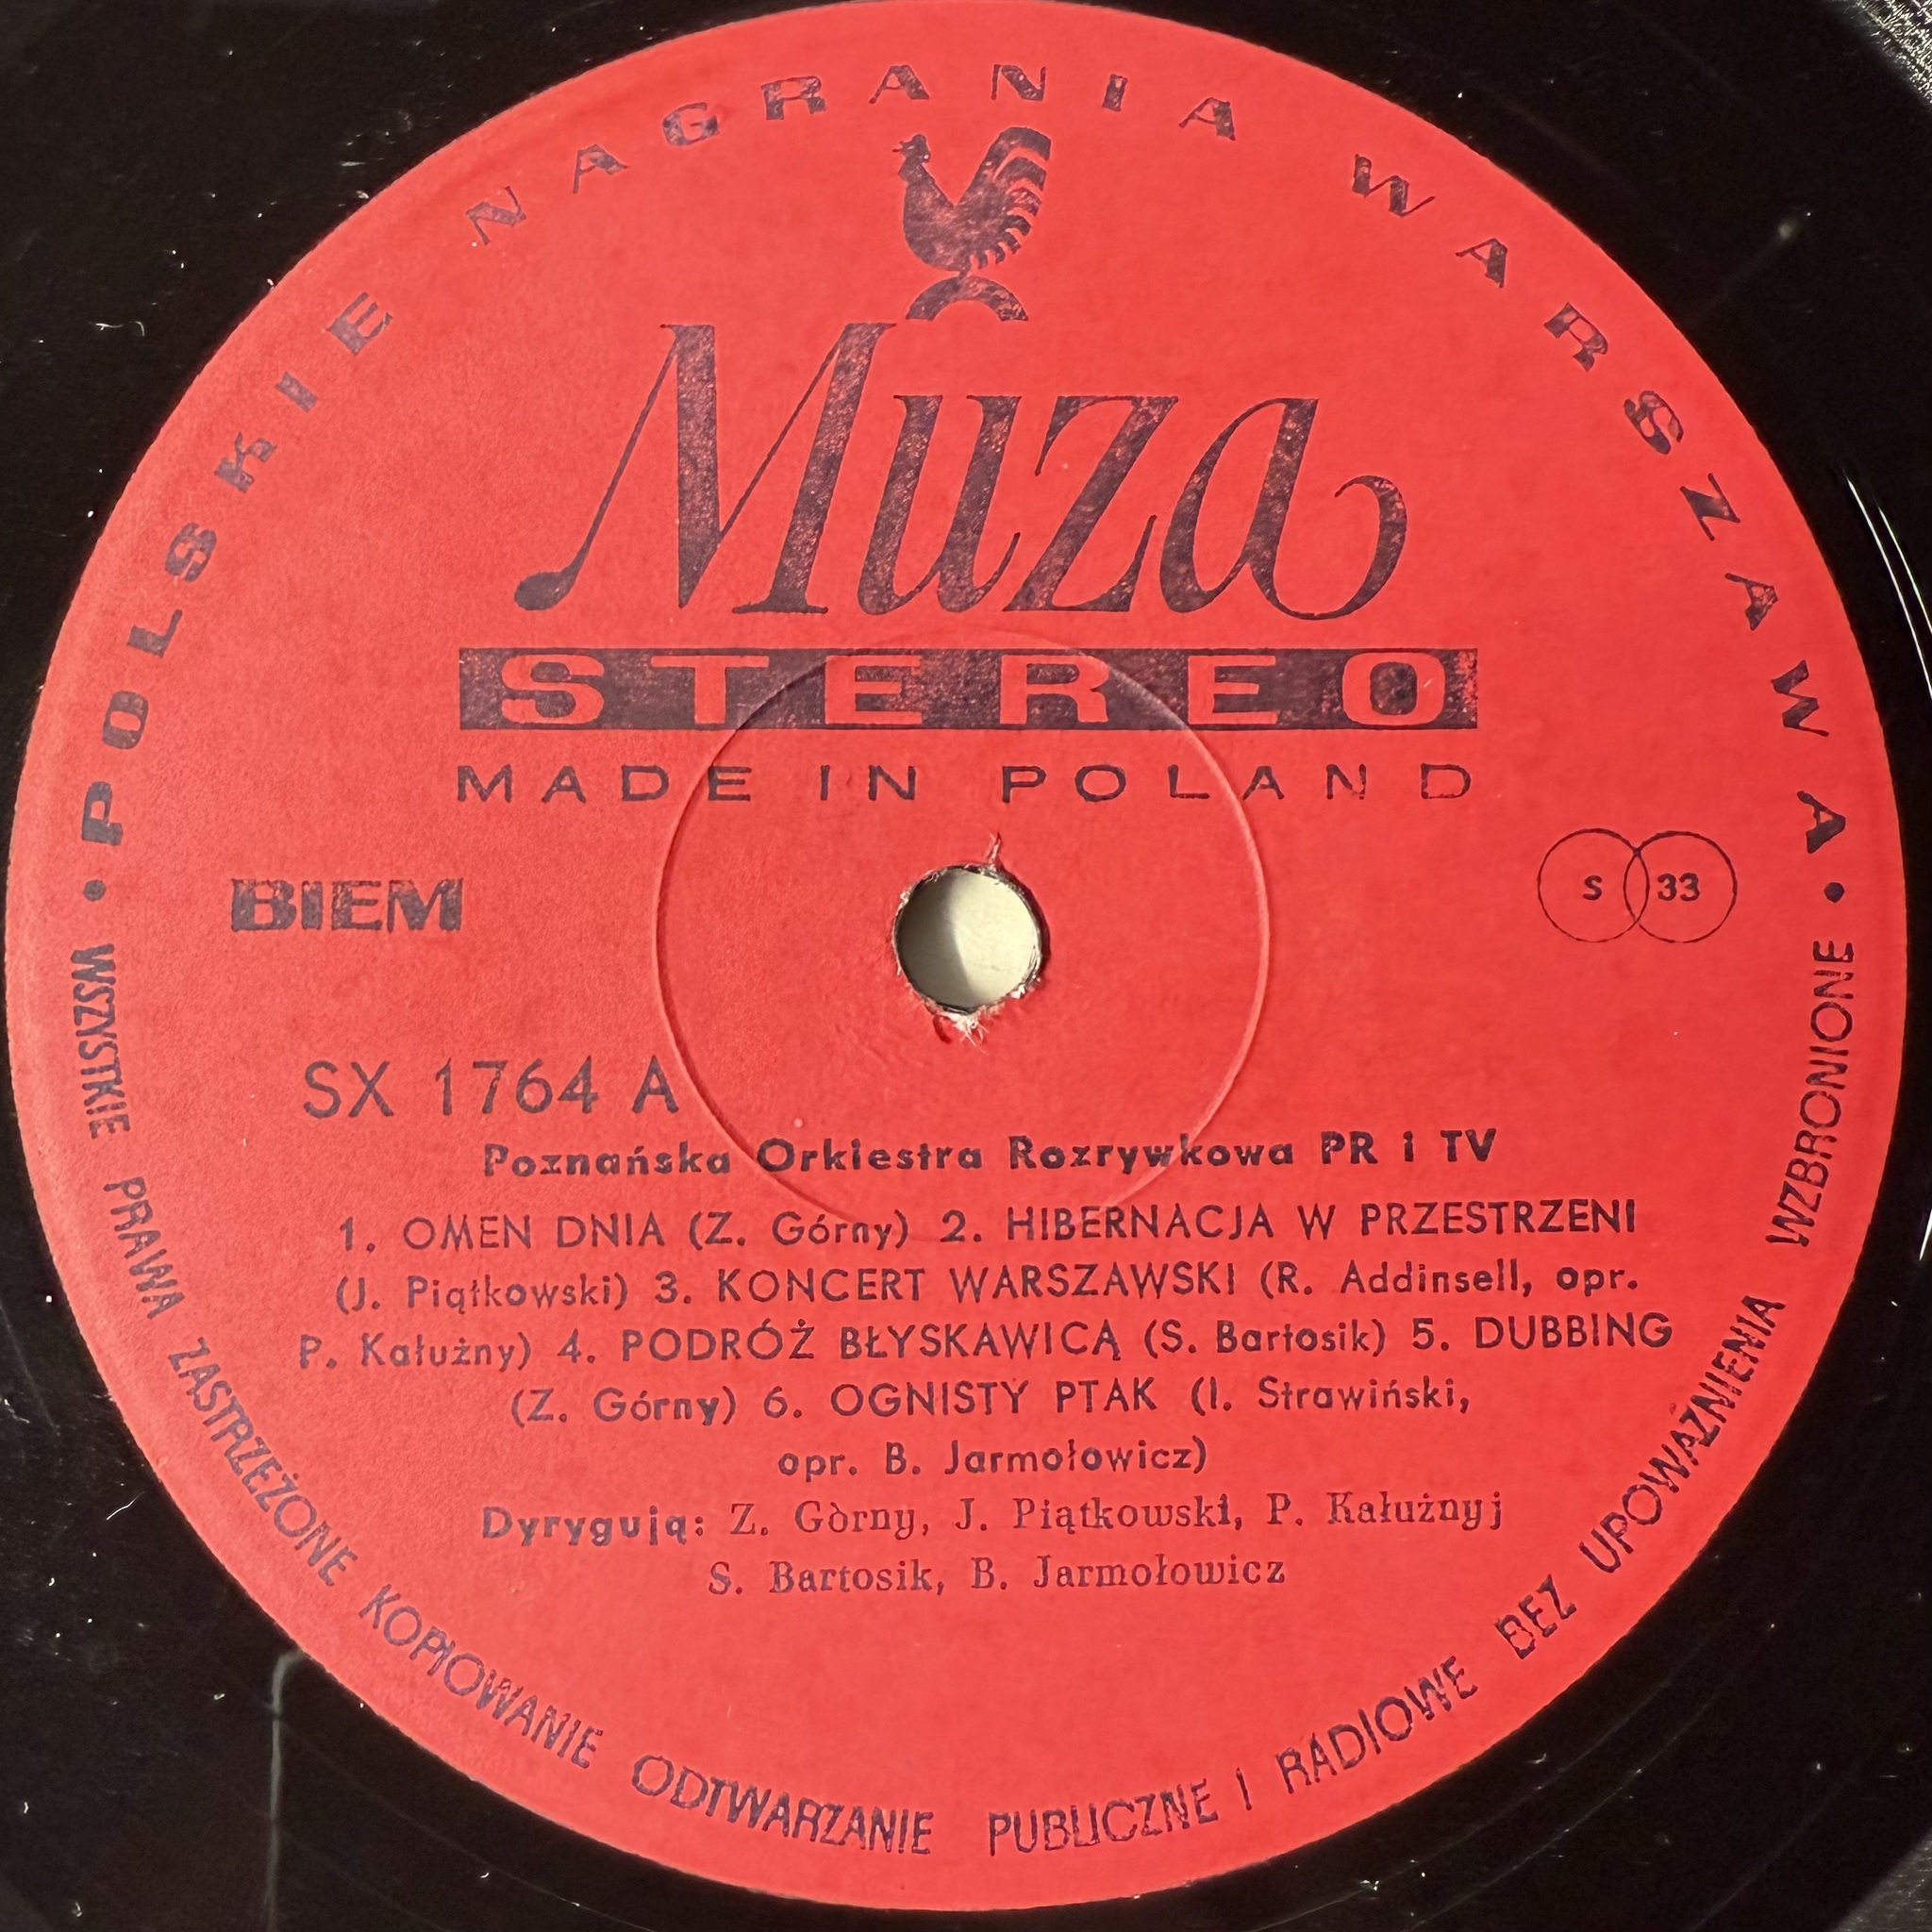 POLSKIE NAGRANIA WARSZAWA
Muza
STEREO
MADE IN POLAND
BIEM
S 33
SX 1764 A
Poznańska Orkiestra Rozrywkowa PR i TV
1. OMEN DNIA (Z. Górny) 2. HIBERNACJA W PRZESTRZENI
(J. Piątkowski) 3. KONCERT WARSZAWSKI (R. Addinsell, opr.
P. Kałużny) 4. PODRÓŻ BŁYSKAWICĄ (S. Bartosik) 5. DUBBING
(Z. Górny) 6. OGNISTY PTAK (I. Strawiński,
opr. B. Jarmołowicz)
Dyrygują: Z. Gòrny, J. Piątkowski, P. Kałużnyj
S. Bartosik, B. Jarmołowicz
• WSZYSTKIE PRAWA ZASTRZEŻONE KOPIOWANIE ODTWARZANIE PUBLICZNE I RADIOWE BEZ UPOWAŻNIENIA WZBRONIONE •